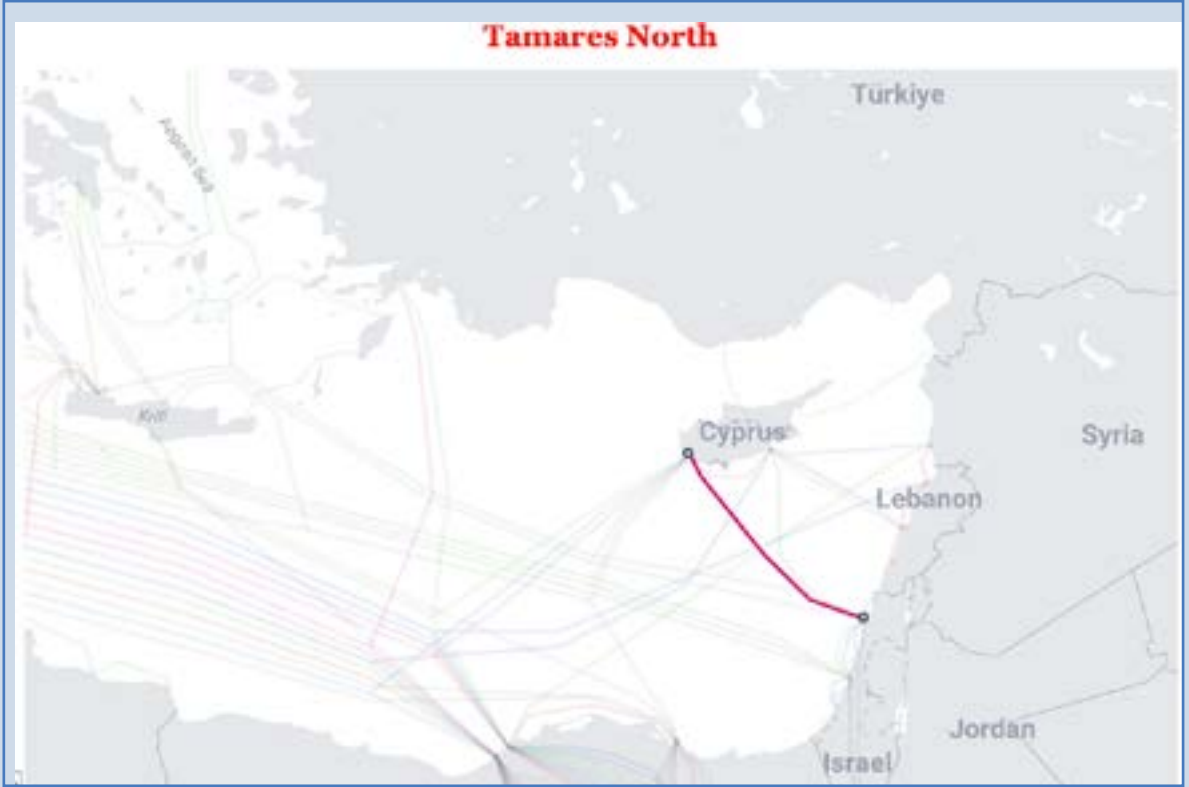 Tamares North
Turkiye
Aegean Sea
Kriti
Cyprus
Syria
Lebanon
Jordan
Israel